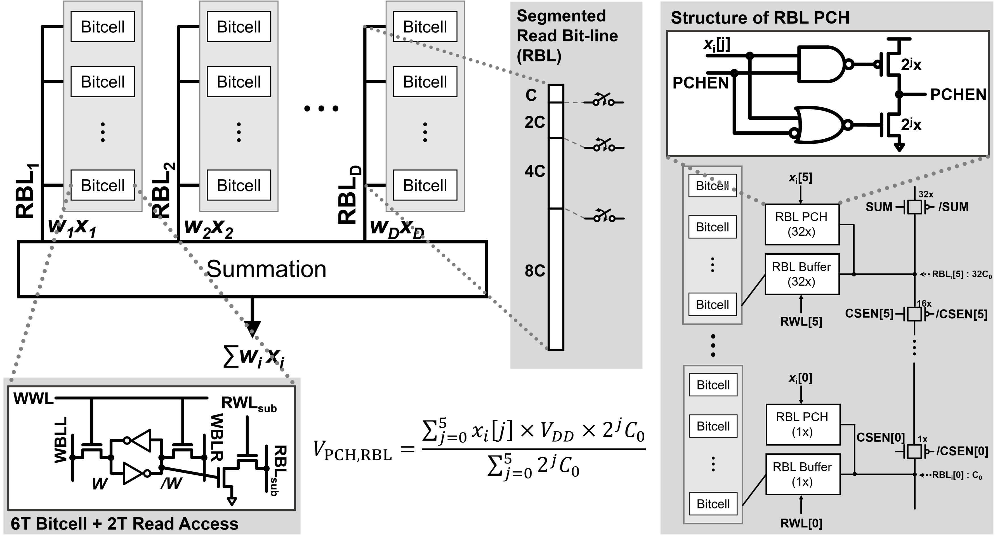 Bitcell
Bitcell
Bitcell
RBL1
w1x1
Bitcell
Bitcell
Bitcell
RBL2
w2x2
Bitcell
Bitcell
Bitcell
RBLD
wDxD
Summation
∑wi xi
WWL
RWLsub
WBLL
WBLR
RBLsub
W
/W
6T Bitcell + 2T Read Access
Segmented
Read Bit-line
(RBL)
C
2C
4C
8C
VPCH,RBL = ∑5j=0 xi[j] × VDD × 2jC0 / ∑5j=0 2jC0
Structure of RBL PCH
xi[j]
PCHEN
2jx
PCHEN
2jx
Bitcell
Bitcell
Bitcell
xi[5]
RBL PCH
(32x)
RBL Buffer
(32x)
RWL[5]
32x
SUM
/SUM
RBLi[5] : 32C0
16x
CSEN[5]
/CSEN[5]
Bitcell
Bitcell
Bitcell
xi[0]
RBL PCH
(1x)
RBL Buffer
(1x)
RWL[0]
CSEN[0]
1x
/CSEN[0]
RBLi[0] : C0